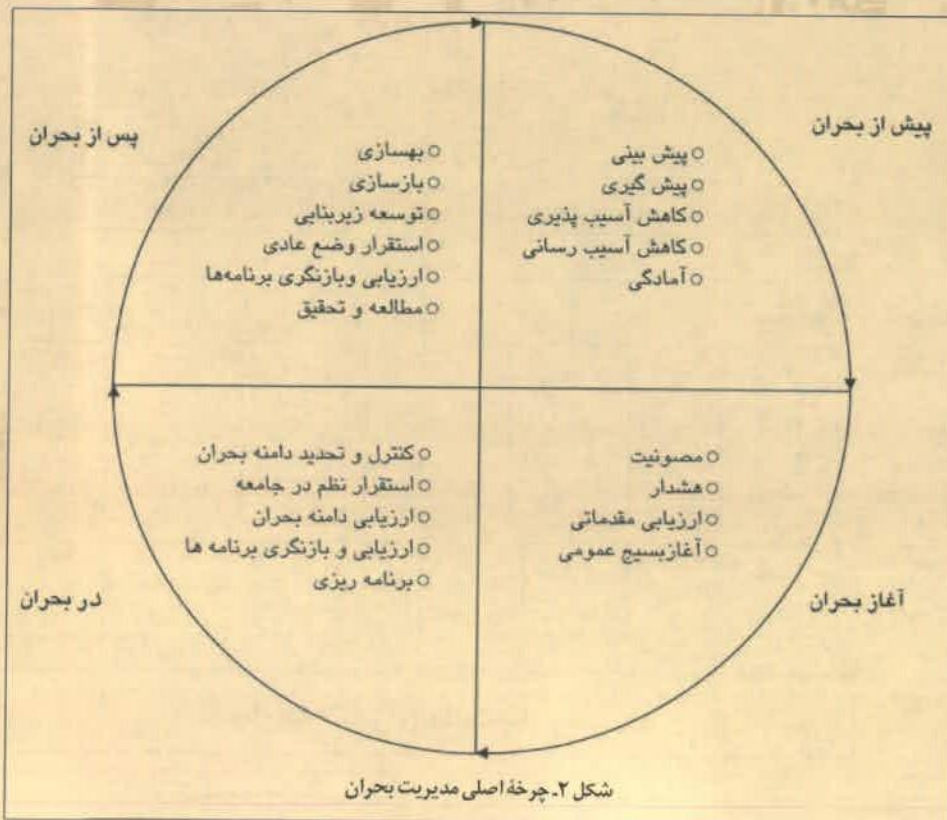 پیش از بحران
○ پیش بینی
○ پیش گیری
○ کاهش آسیب پذیری
○ کاهش آسیب رسانی
○ آمادگی
آغاز بحران
○ مصونیت
○ هشدار
○ ارزیابی مقدماتی
○ آغازبسیج عمومی
در بحران
○ کنترل و تحدید دامنه بحران
○ استقرار نظم در جامعه
○ ارزیابی دامنه بحران
○ ارزیابی و بازنگری برنامه ها
○ برنامه ریزی
پس از بحران
○ بهسازی
○ بازسازی
○ توسعه زیربنایی
○ استقرار وضع عادی
○ ارزیابی وبازنگری برنامه‌ها
○ مطالعه و تحقیق
شکل ۲ـ چرخهٔ اصلی مدیریت بحران